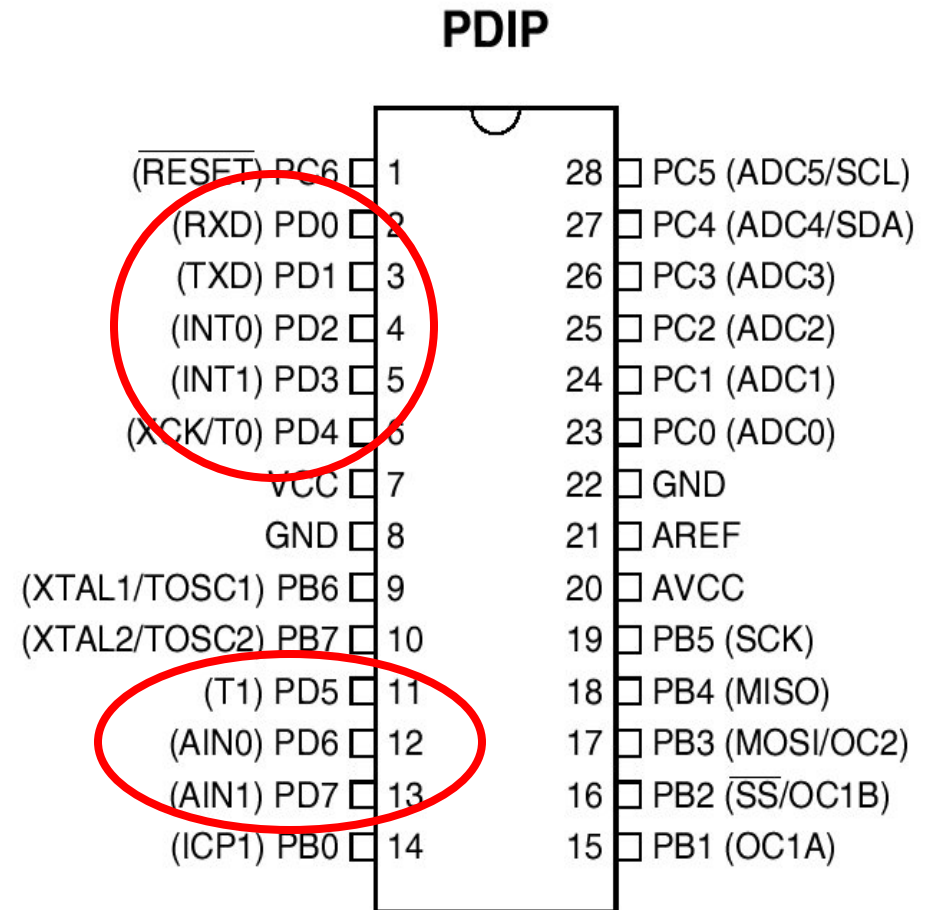 PDIP
(RESET) PC6 1 28 PC5 (ADC5/SCL)
(RXD) PD0 2 27 PC4 (ADC4/SDA)
(TXD) PD1 3 26 PC3 (ADC3)
(INT0) PD2 4 25 PC2 (ADC2)
(INT1) PD3 5 24 PC1 (ADC1)
(XCK/T0) PD4 6 23 PC0 (ADC0)
VCC 7 22 GND
GND 8 21 AREF
(XTAL1/TOSC1) PB6 9 20 AVCC
(XTAL2/TOSC2) PB7 10 19 PB5 (SCK)
(T1) PD5 11 18 PB4 (MISO)
(AIN0) PD6 12 17 PB3 (MOSI/OC2)
(AIN1) PD7 13 16 PB2 (SS/OC1B)
(ICP1) PB0 14 15 PB1 (OC1A)